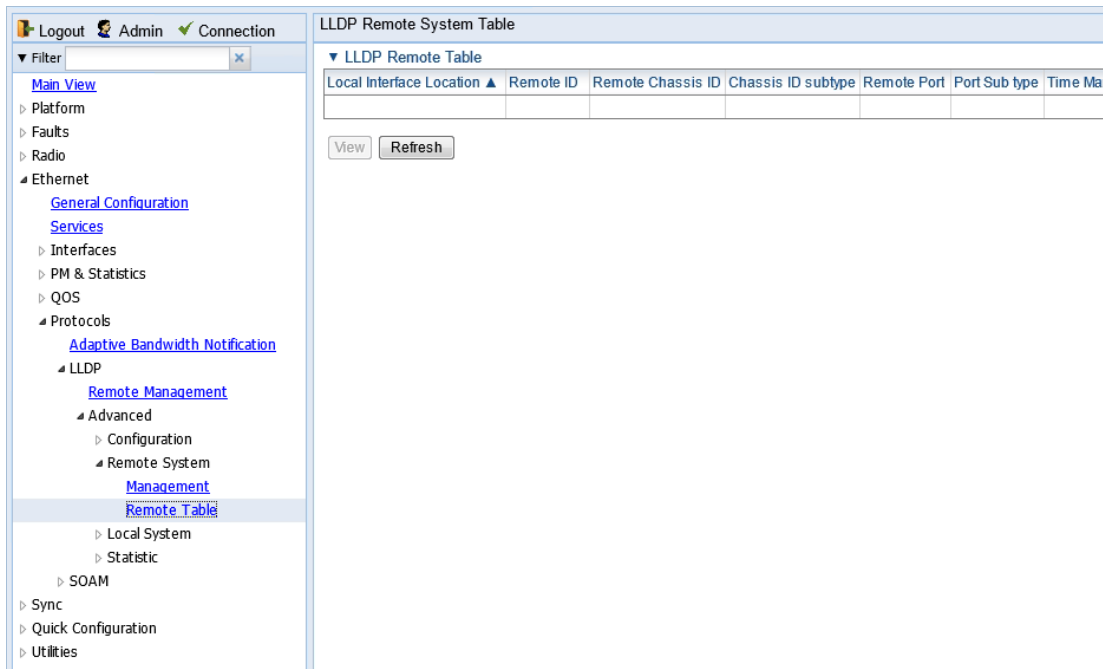 Logout Admin Connection
LLDP Remote System Table
▼ Filter
▼ LLDP Remote Table
Local Interface Location ▲ Remote ID Remote Chassis ID Chassis ID subtype Remote Port Port Sub type Time Ma
View Refresh
Main View
Platform
Faults
Radio
Ethernet
General Configuration
Services
Interfaces
PM & Statistics
QOS
Protocols
Adaptive Bandwidth Notification
LLDP
Remote Management
Advanced
Configuration
Remote System
Management
Remote Table
Local System
Statistic
SOAM
Sync
Quick Configuration
Utilities